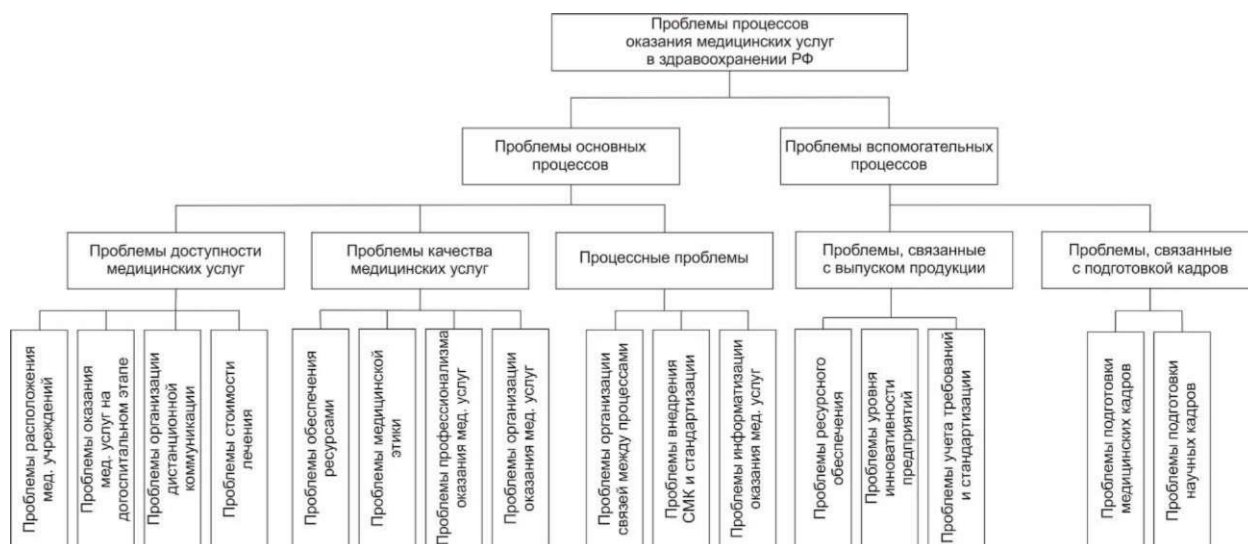 Проблемы процессов
оказания медицинских услуг
в здравоохранении РФ
Проблемы основных
процессов
Проблемы вспомогательных
процессов
Проблемы доступности
медицинских услуг
Проблемы качества
медицинских услуг
Процессные проблемы
Проблемы, связанные
с выпуском продукции
Проблемы, связанные
с подготовкой кадров
Проблемы расположения
мед. учреждений
Проблемы оказания
мед. услуг на
догоспитальном этапе
Проблемы организации
дистанционной
коммуникации
Проблемы стоимости
лечения
Проблемы обеспечения
ресурсами
Проблемы медицинской
этики
Проблемы профессионализма
оказания мед. услуг
Проблемы организации
оказания мед. услуг
Проблемы организации
связей между процессами
Проблемы внедрения
СМК и стандартизации
Проблемы информатизации
оказания мед. услуг
Проблемы ресурсного
обеспечения
Проблемы уровня
инновативности
предприятий
Проблемы учета требований
и стандартизации
Проблемы подготовки
медицинских кадров
Проблемы подготовки
научных кадров